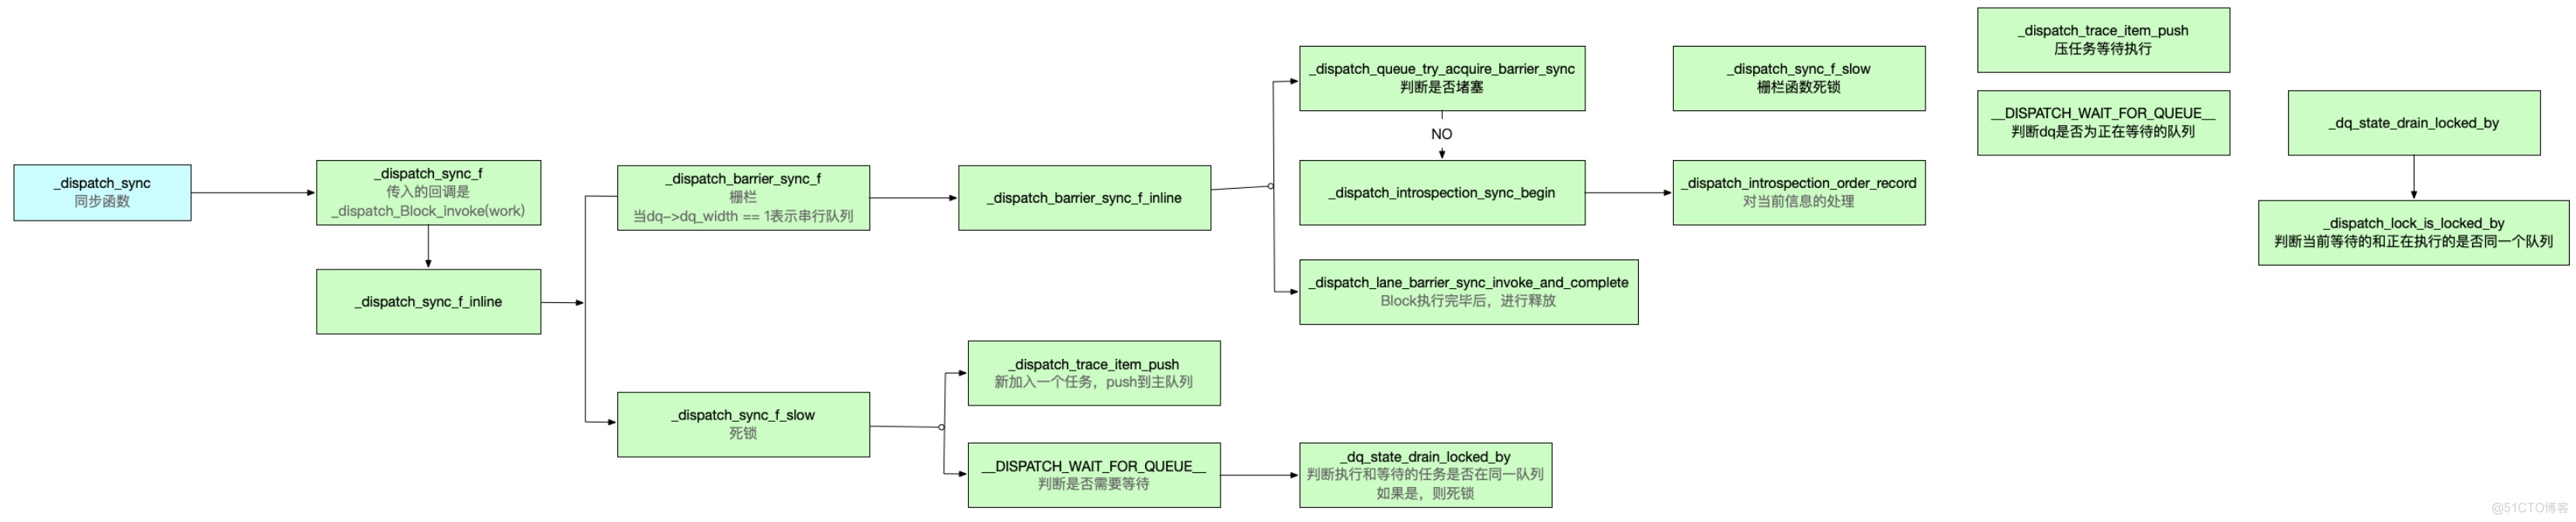 _dispatch_sync
同步函数
_dispatch_sync_f
传入的回调是
_dispatch_Block_invoke(work)
_dispatch_sync_f_inline
_dispatch_barrier_sync_f
栅栏
当dq->dq_width == 1表示串行队列
_dispatch_sync_f_slow
死锁
_dispatch_barrier_sync_f_inline
_dispatch_trace_item_push
新加入一个任务，push到主队列
__DISPATCH_WAIT_FOR_QUEUE__
判断是否需要等待
_dispatch_queue_try_acquire_barrier_sync
判断是否堵塞
NO
_dispatch_introspection_sync_begin
_dispatch_lane_barrier_sync_invoke_and_complete
Block执行完毕后，进行释放
_dq_state_drain_locked_by
判断执行和等待的任务是否在同一队列
如果是，则死锁
_dispatch_sync_f_slow
栅栏函数死锁
_dispatch_introspection_order_record
对当前信息的处理
_dispatch_trace_item_push
压任务等待执行
__DISPATCH_WAIT_FOR_QUEUE__
判断dq是否为正在等待的队列
_dq_state_drain_locked_by
_dispatch_lock_is_locked_by
判断当前等待的和正在执行的是否同一个队列
@51CTO博客